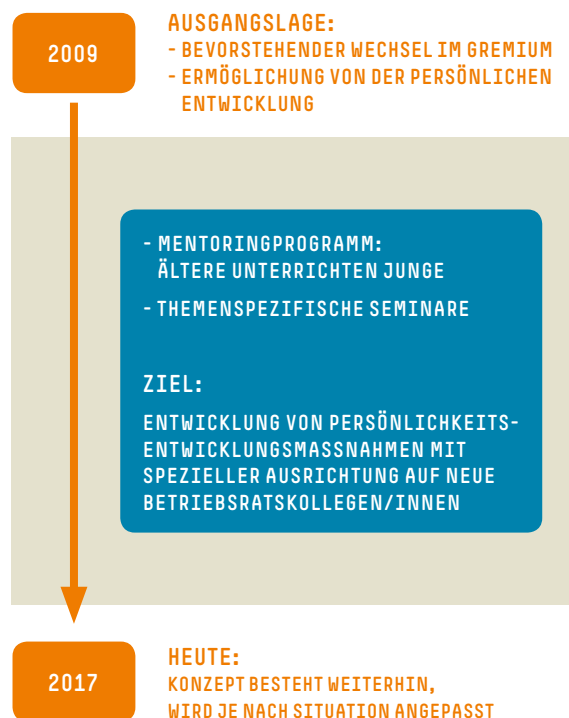 2009
AUSGANGSLAGE:
- BEVORSTEHENDER WECHSEL IM GREMIUM
- ERMÖGLICHUNG VON DER PERSÖNLICHEN
ENTWICKLUNG
- MENTORINGPROGRAMM:
ÄLTERE UNTERRICHTEN JUNGE
- THEMENSPEZIFISCHE SEMINARE
ZIEL:
ENTWICKLUNG VON PERSÖNLICHKEITS-
ENTWICKLUNGSMASSNAHMEN MIT
SPEZIELLER AUSRICHTUNG AUF NEUE
BETRIEBSRATSKOLLEGEN/INNEN
2017
HEUTE:
KONZEPT BESTEHT WEITERHIN,
WIRD JE NACH SITUATION ANGEPASST